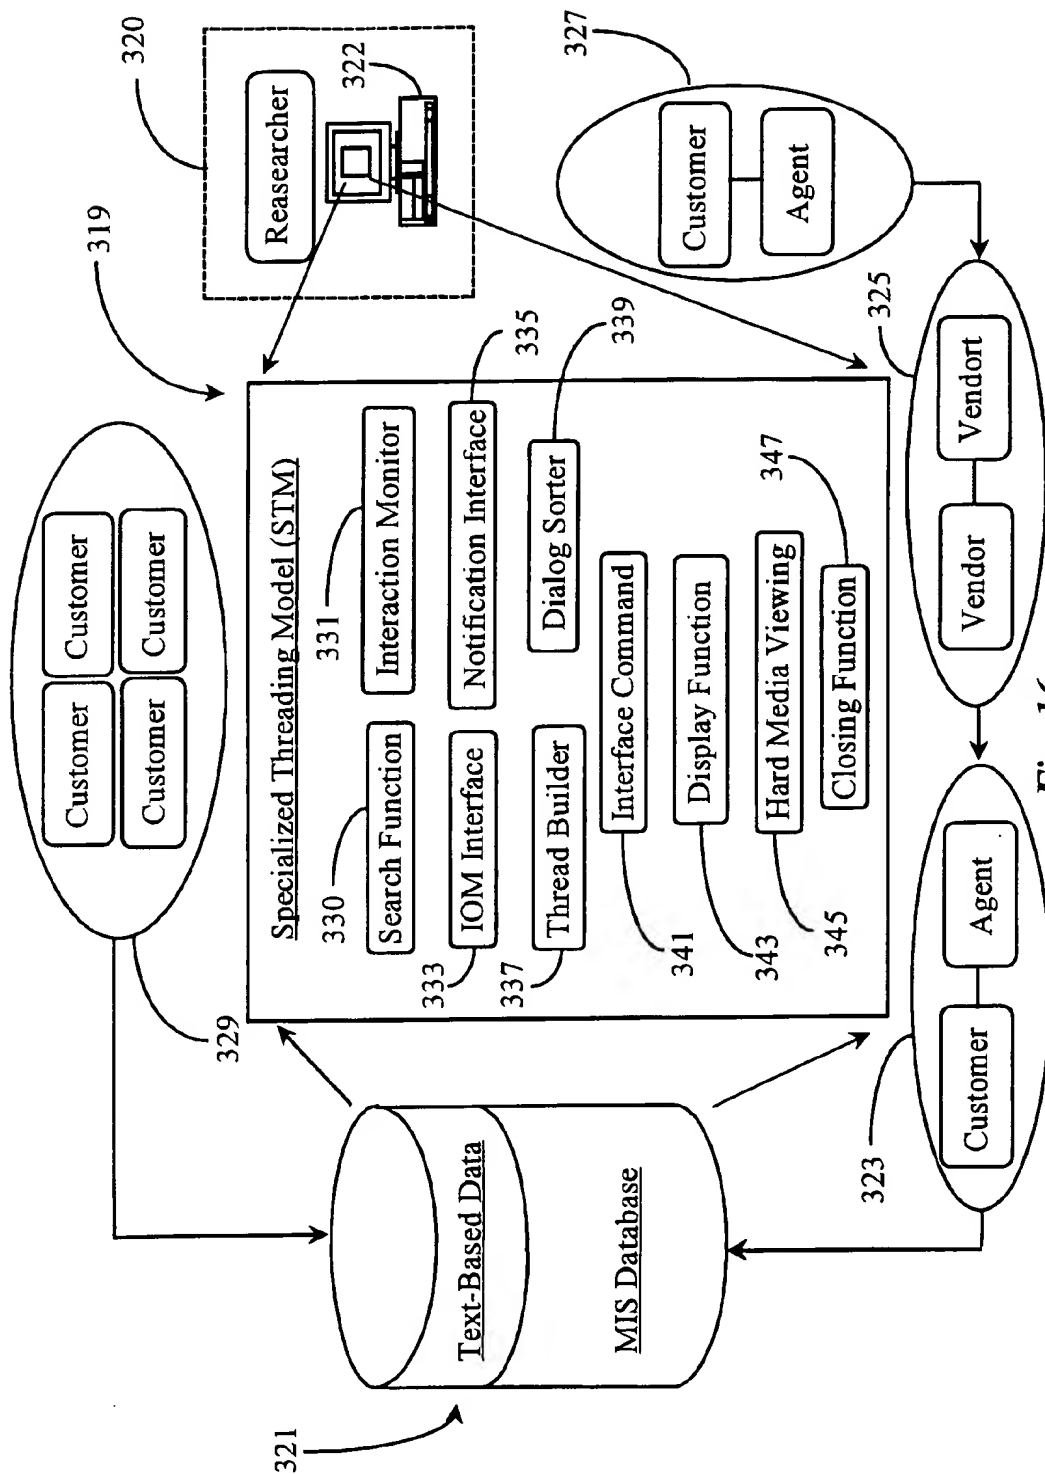 Customer Customer
Customer Customer
329
319
320
Reasearcher
322
321
Specialized Threading Model (STM)
330
331
Search Function
Interaction Monitor
333
IOM Interface
Notification Interface
335
Text-Based Data
337
Thread Builder
Dialog Sorter
339
Interface Command
341
MIS Database
Display Function
343
Hard Media Viewing
345
Closing Function
347
327
Customer
Agent
323
325
Customer
Agent
Vendor
Vendort